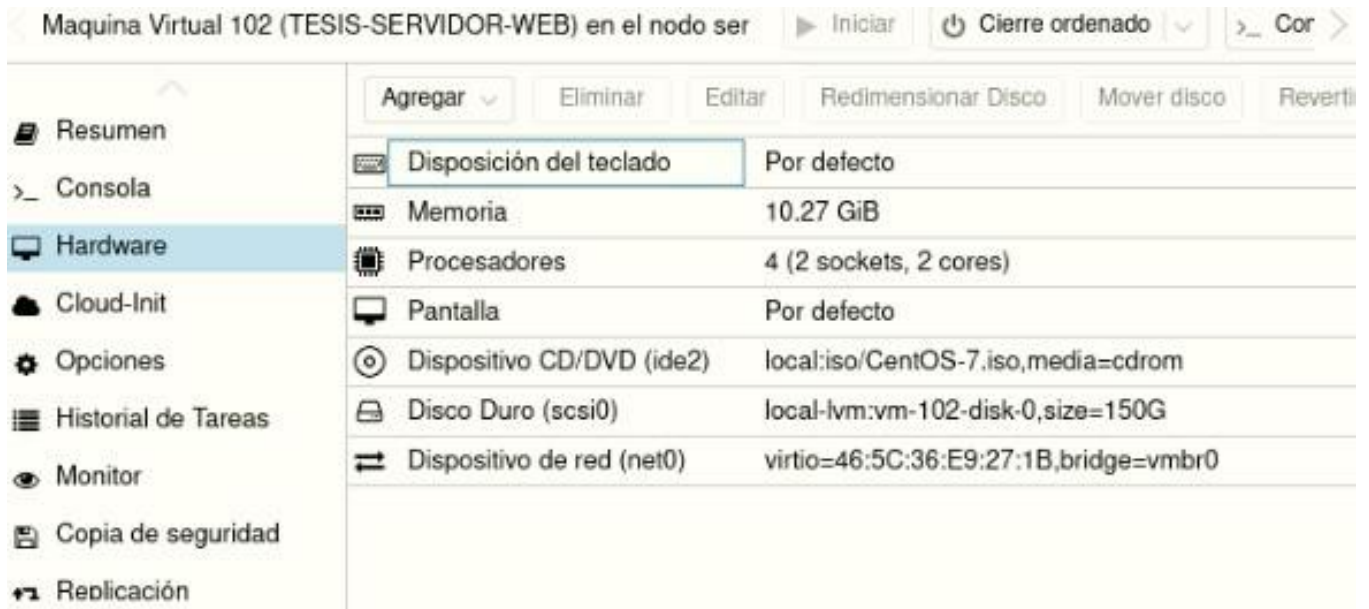 Maquina Virtual 102 (TESIS-SERVIDOR-WEB) en el nodo ser Iniciar Cierre ordenado >_ Cor
Agregar Eliminar Editar Redimensionar Disco Mover disco Reverti
Resumen
>_ Consola
Hardware
Cloud-Init
Opciones
Historial de Tareas
Monitor
Copia de seguridad
Replicación
Disposición del teclado Por defecto
Memoria 10.27 GiB
Procesadores 4 (2 sockets, 2 cores)
Pantalla Por defecto
Dispositivo CD/DVD (ide2) local:iso/CentOS-7.iso,media=cdrom
Disco Duro (scsi0) local-lvm:vm-102-disk-0,size=150G
Dispositivo de red (net0) virtio=46:5C:36:E9:27:1B,bridge=vmbr0